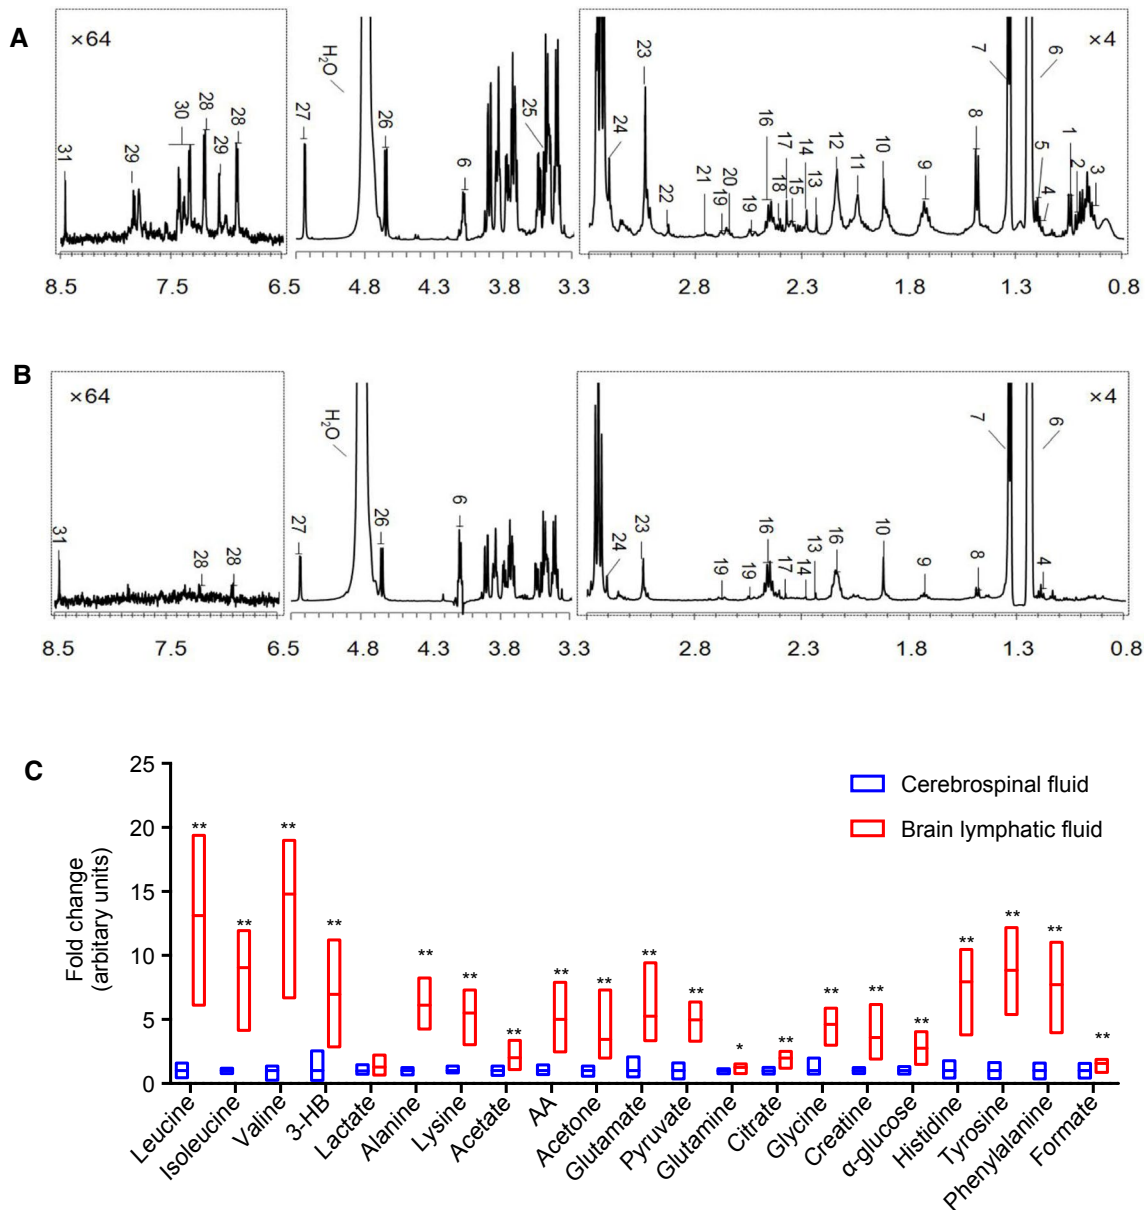 A
×64
H₂O
×4
31
29
30
28
29
28
27
26
6
25
24
23
22
21
19
20
19
16
18
17
15
14
13
12
11
10
9
8
7
6
5
4
1
2
3
8.5 7.5 6.5 4.8 4.3 3.8 3.3 2.8 2.3 1.8 1.3 0.8
B
×64
H₂O
×4
31
28
28
27
26
6
24
23
19
19
16
17
14
13
16
10
9
8
7
6
4
8.5 7.5 6.5 4.8 4.3 3.8 3.3 2.8 2.3 1.8 1.3 0.8
C
Fold change
(arbitary units)
25
20
15
10
5
0
Cerebrospinal fluid
Brain lymphatic fluid
** ** ** ** ** ** ** ** ** ** ** * ** ** ** ** ** ** ** **
Leucine
Isoleucine
Valine
3-HB
Lactate
Alanine
Lysine
Acetate
AA
Acetone
Glutamate
Pyruvate
Glutamine
Citrate
Glycine
Creatine
α-glucose
Histidine
Tyrosine
Phenylalanine
Formate